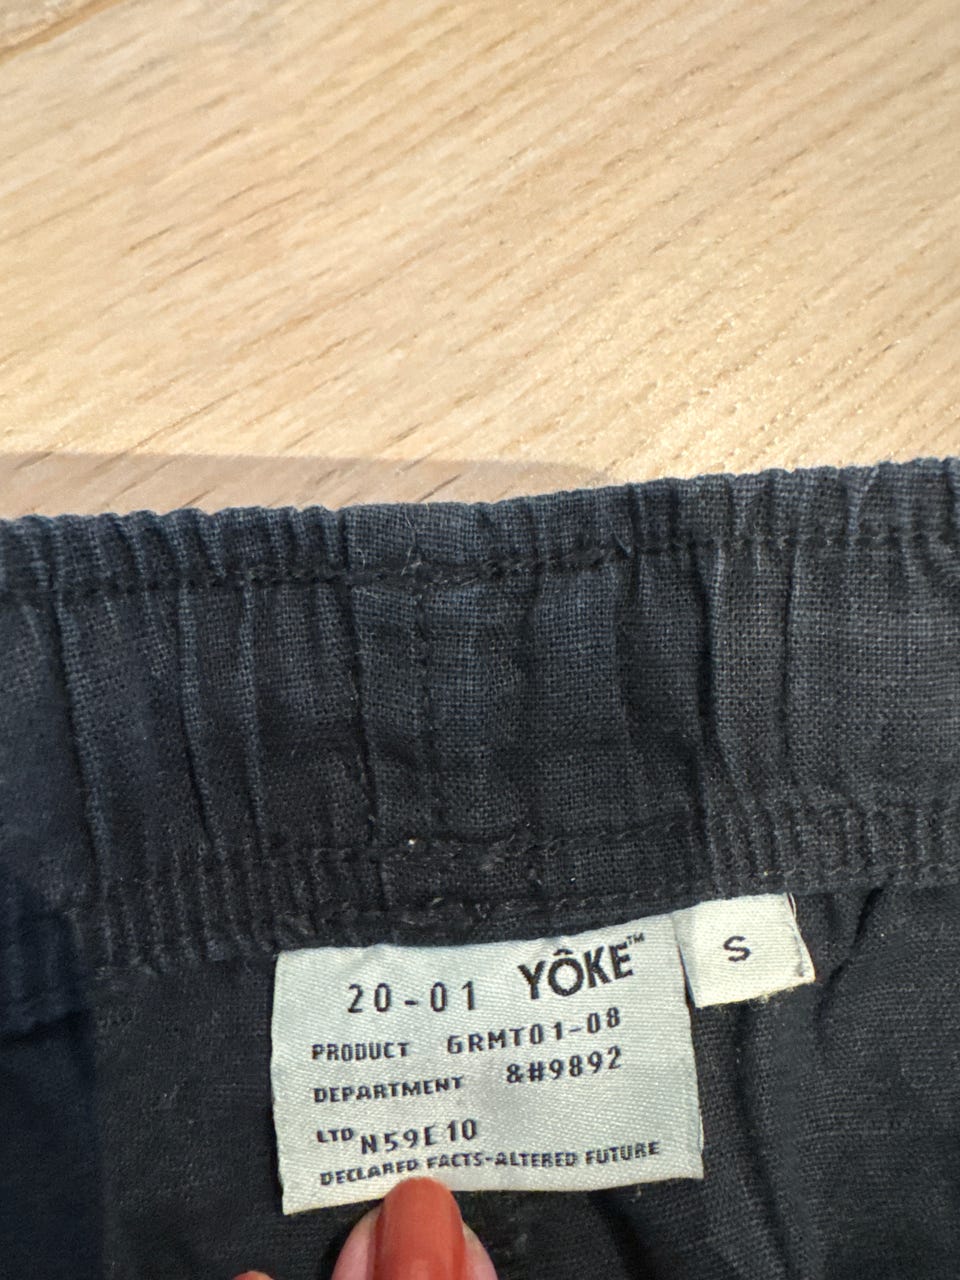 20-01 YÔKE™
S
PRODUCT GRMT01-08
DEPARTMENT &#9892
LTD N59E10
DECLARED FACTS-ALTERED FUTURE